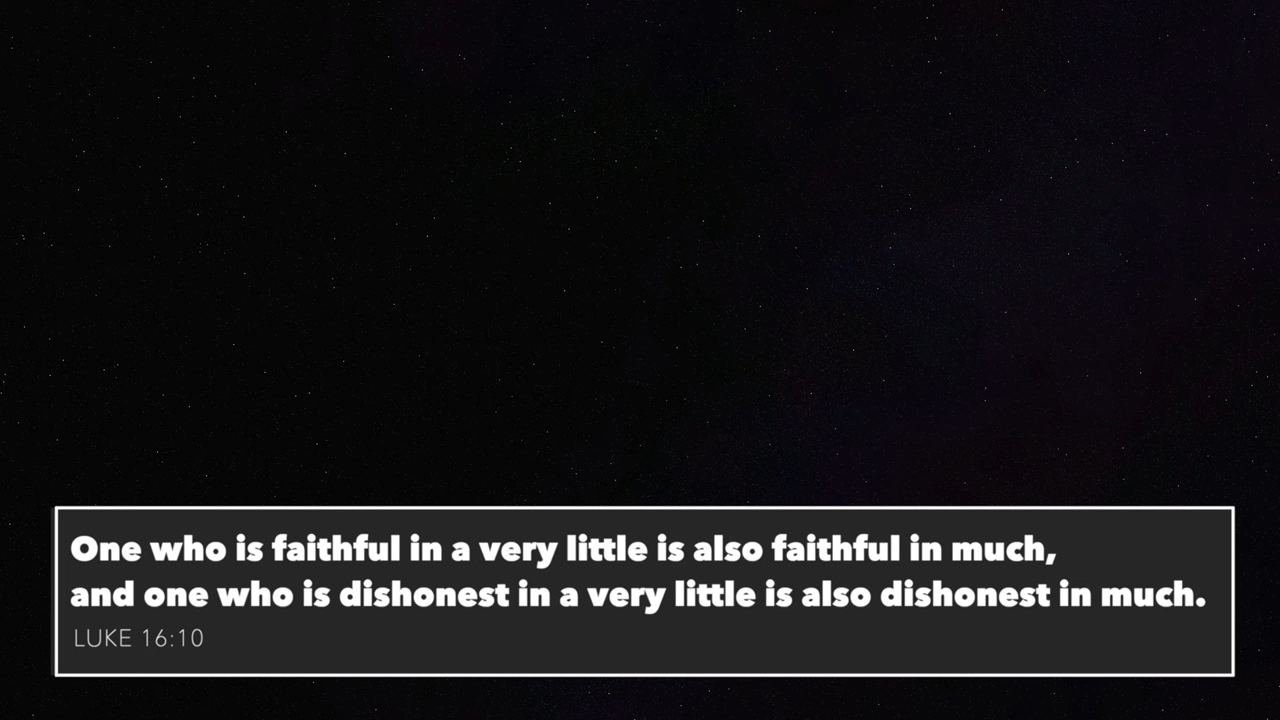 One who is faithful in a very little is also faithful in much,
and one who is dishonest in a very little is also dishonest in much.
LUKE 16:10